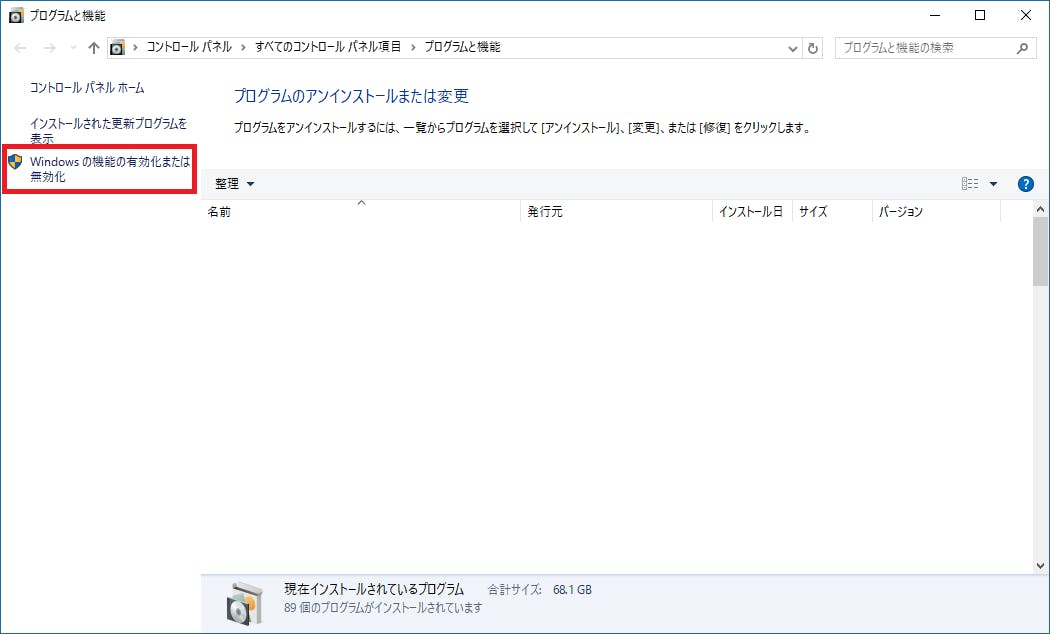 プログラムと機能
コントロール パネル › すべてのコントロール パネル項目 › プログラムと機能
プログラムと機能の検索
コントロール パネル ホーム
インストールされた更新プログラムを
表示
Windows の機能の有効化または
無効化
プログラムのアンインストールまたは変更
プログラムをアンインストールするには、一覧からプログラムを選択して [アンインストール]、[変更]、または [修復] をクリックします。
整理
?
名前 発行元 インストール日 サイズ バージョン
現在インストールされているプログラム 合計サイズ: 68.1 GB
89 個のプログラムがインストールされています